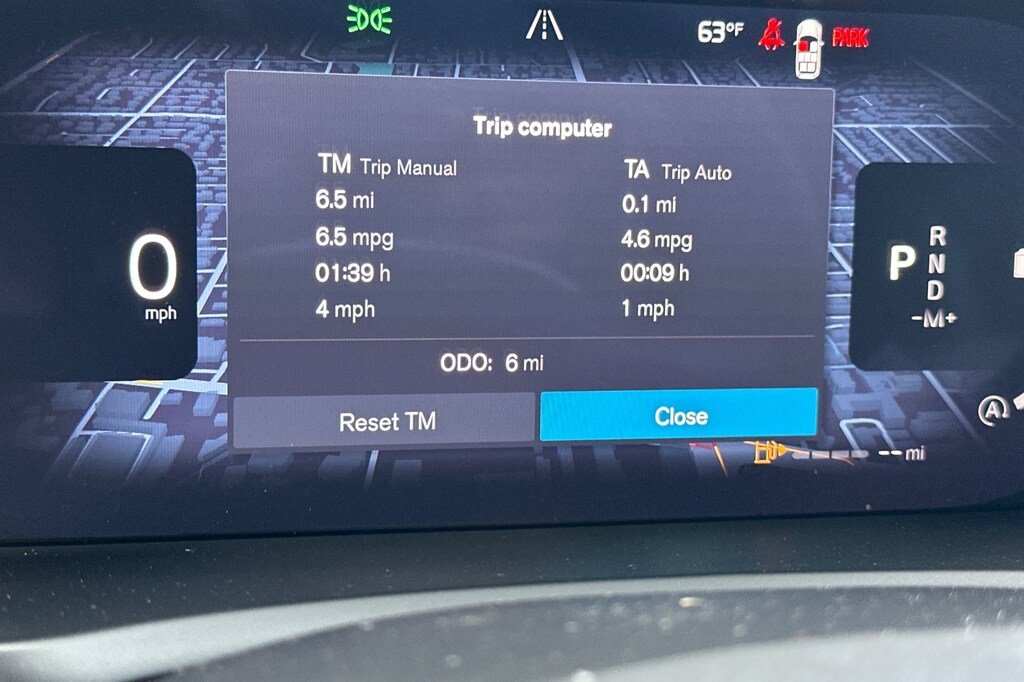 63°F PARK
Trip computer
TM Trip Manual
6.5 mi
6.5 mpg
01:39 h
4 mph
TA Trip Auto
0.1 mi
4.6 mpg
00:09 h
1 mph
ODO: 6 mi
Reset TM
Close
0
mph
P
R
N
D
-M+
A
-- mi